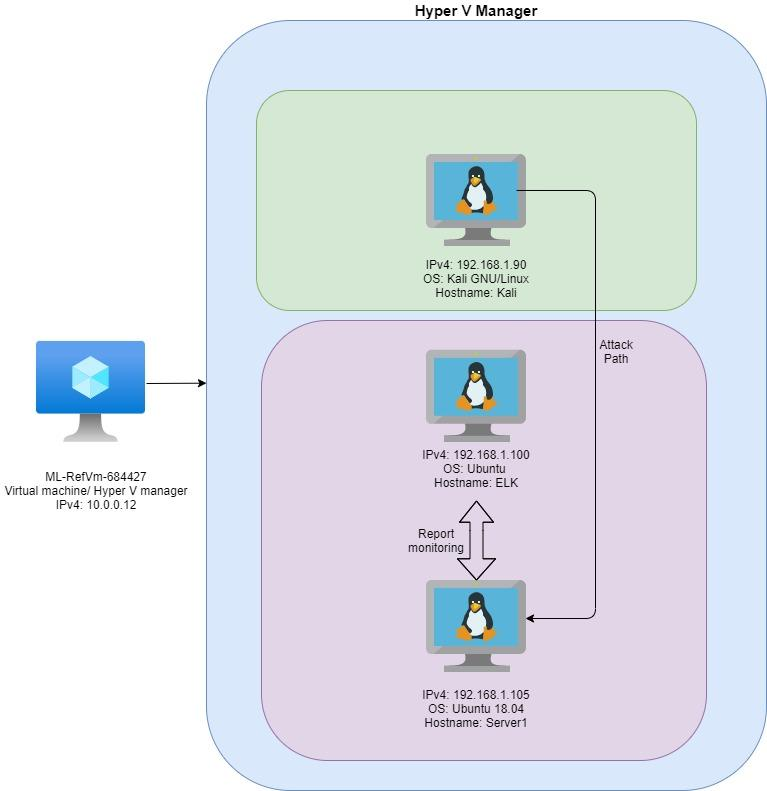 Hyper V Manager
IPv4: 192.168.1.90
OS: Kali GNU/Linux
Hostname: Kali
Attack
Path
IPv4: 192.168.1.100
OS: Ubuntu
Hostname: ELK
ML-RefVm-684427
Virtual machine/ Hyper V manager
IPv4: 10.0.0.12
Report
monitoring
IPv4: 192.168.1.105
OS: Ubuntu 18.04
Hostname: Server1